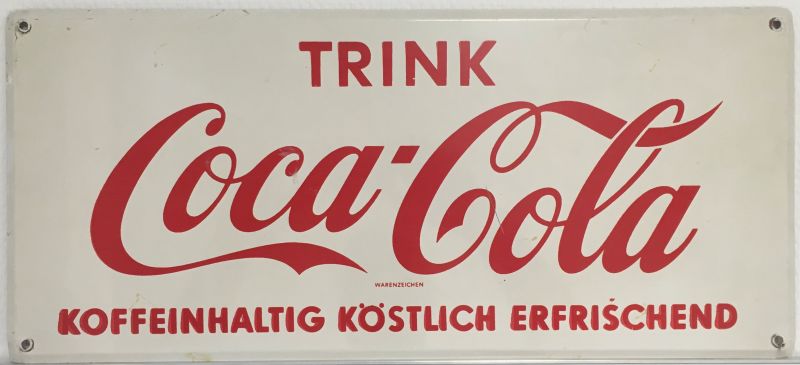 TRINK
Coca-Cola
WARENZEICHEN
KOFFEINHALTIG KÖSTLICH ERFRISCHEND